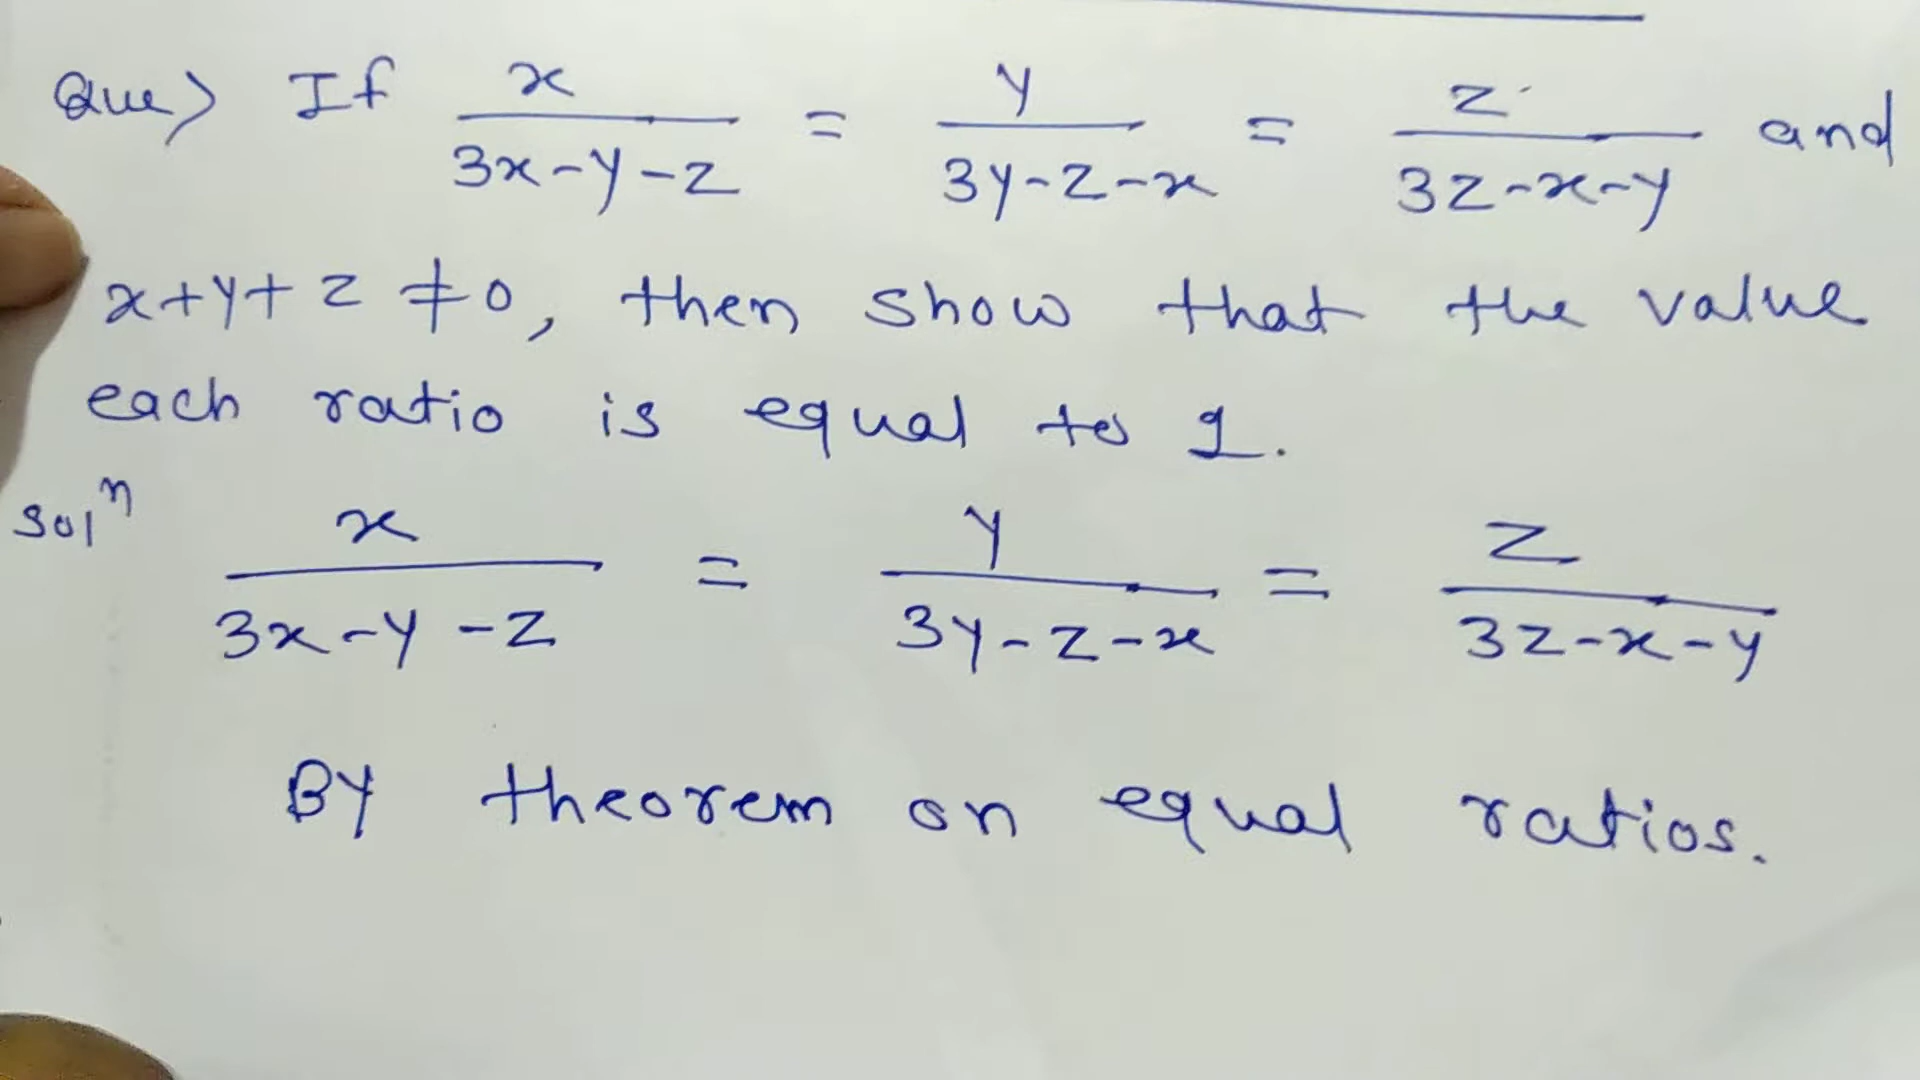 Que) If x/(3x-y-z) = y/(3y-z-x) = z/(3z-x-y) and
x+y+z ≠0, then show that the value
each ratio is equal to 1.
solⁿ x/(3x-y-z) = y/(3y-z-x) = z/(3z-x-y)
By theorem on equal ratios.